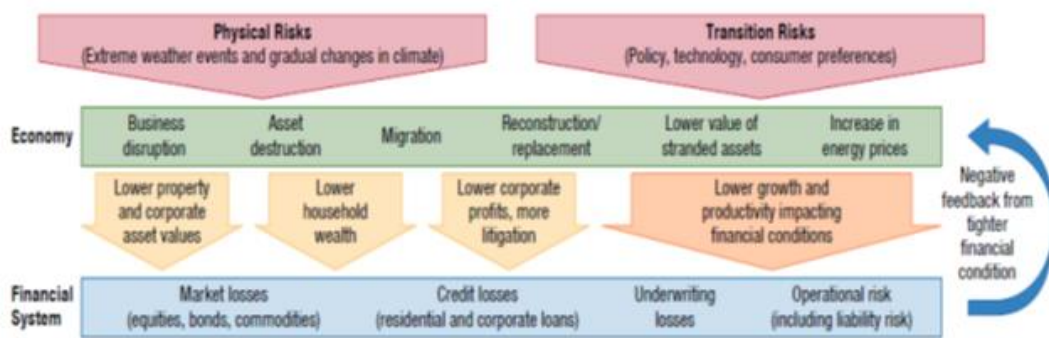 Physical Risks
(Extreme weather events and gradual changes in climate)
Transition Risks
(Policy, technology, consumer preferences)
Economy
Business
disruption
Asset
destruction
Migration
Reconstruction/
replacement
Lower value of
stranded assets
Increase in
energy prices
Lower property
and corporate
asset values
Lower
household
wealth
Lower corporate
profits, more
litigation
Lower growth and
productivity impacting
financial conditions
Negative
feedback from
tighter
financial
condition
Financial
System
Market losses
(equities, bonds, commodities)
Credit losses
(residential and corporate loans)
Underwriting
losses
Operational risk
(including liability risk)